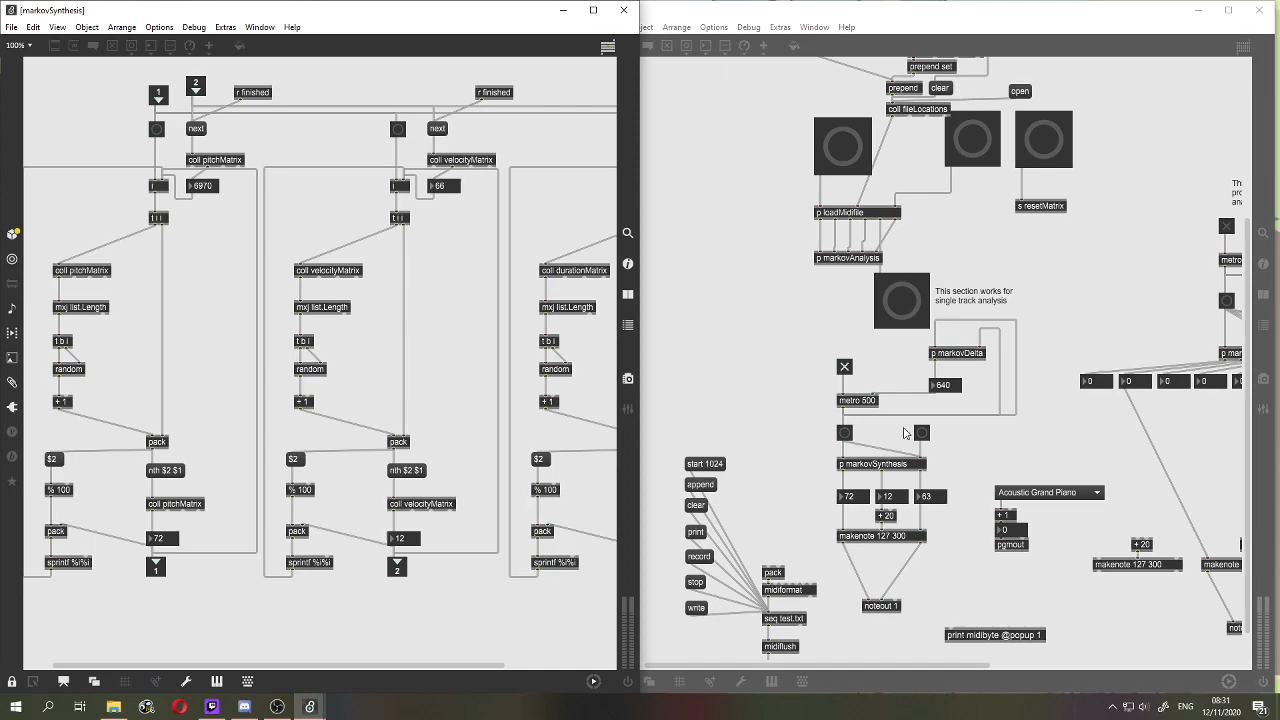 [markovSynthesis]
File Edit View Object Arrange Options Debug Extras Window Help
100%
1
2
r finished
next
coll pitchMatrix
i
6970
t i i
coll pitchMatrix
mxj list.Length
t b i
random
+ 1
pack
$2
nth $2 $1
% 100
coll pitchMatrix
pack
72
sprintf %i%i
1
r finished
next
coll velocityMatrix
i
66
t i i
coll velocityMatrix
mxj list.Length
t b i
random
+ 1
pack
$2
nth $2 $1
% 100
coll velocityMatrix
pack
12
sprintf %i%i
2
coll durationMatrix
mxj list.Length
t b i
random
+ 1
$2
% 100
pack
sprintf %i%i
ject Arrange Options Debug Extras Window Help
prepend set
prepend
clear
open
coll fileLocations
p loadMidifile
s resetMatrix
p markovAnalysis
This section works for
single track analysis
p markovDelta
640
metro 500
p markovSynthesis
72
12
63
+ 20
makenote 127 300
noteout 1
start 1024
append
clear
print
record
stop
write
pack
midiformat
seq test.txt
midiflush
Acoustic Grand Piano
+ 1
0
pgmout
print midibyte @popup 1
metro
p mar
0
0
0
0
+ 20
makenote 127 300
makenote
ENG
08:31
12/11/2020
21